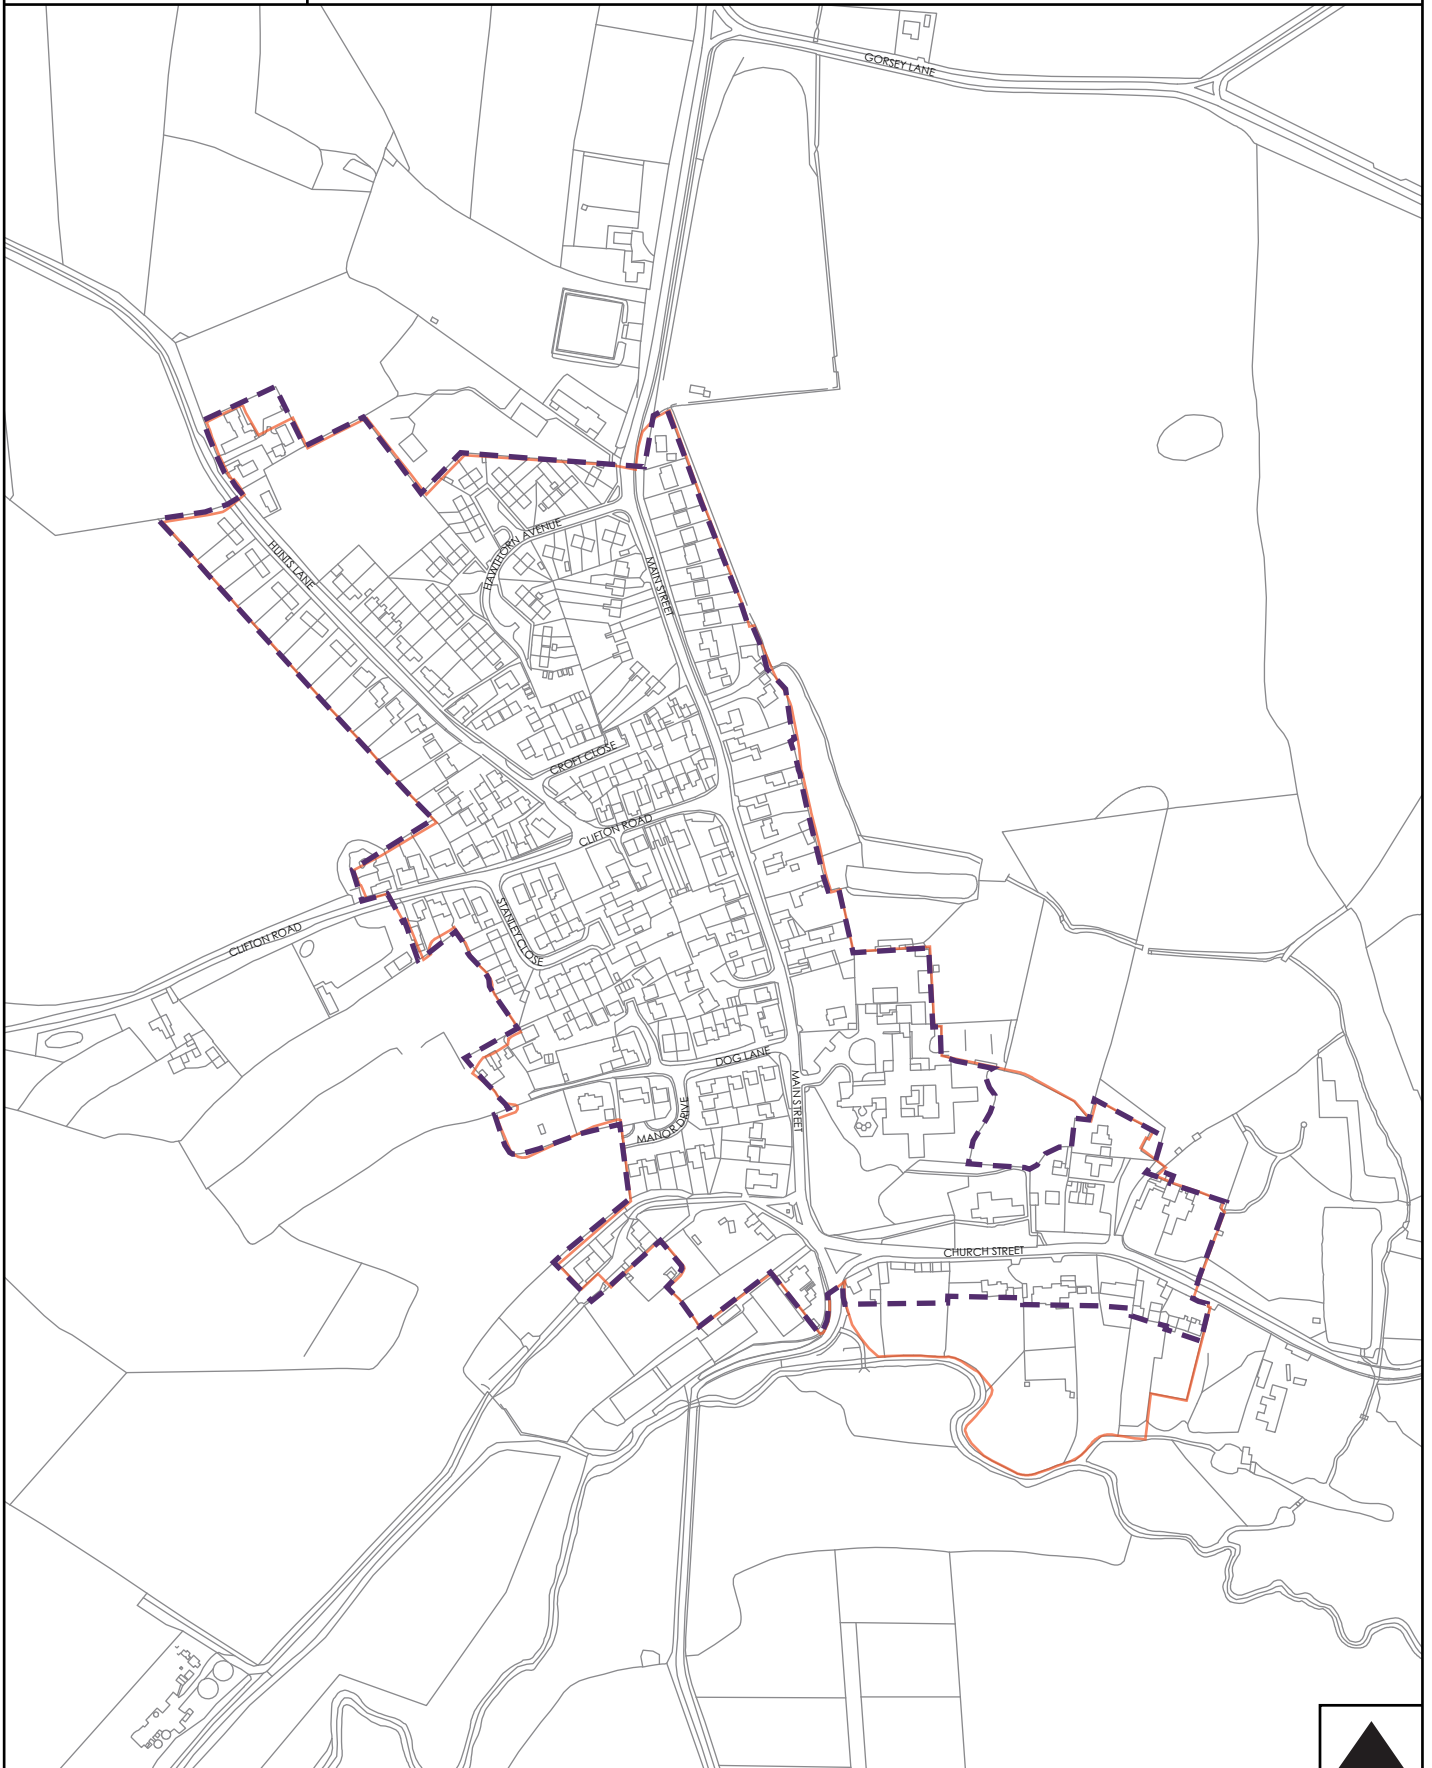 GORSEY LANE
HAWTHORN AVENUE
HUNTS LANE
MAIN STREET
CROFT CLOSE
CLIFTON ROAD
STANLEY CLOSE
CLIFTON ROAD
DOG LANE
MAIN STREET
MANOR DRIVE
CHURCH STREET